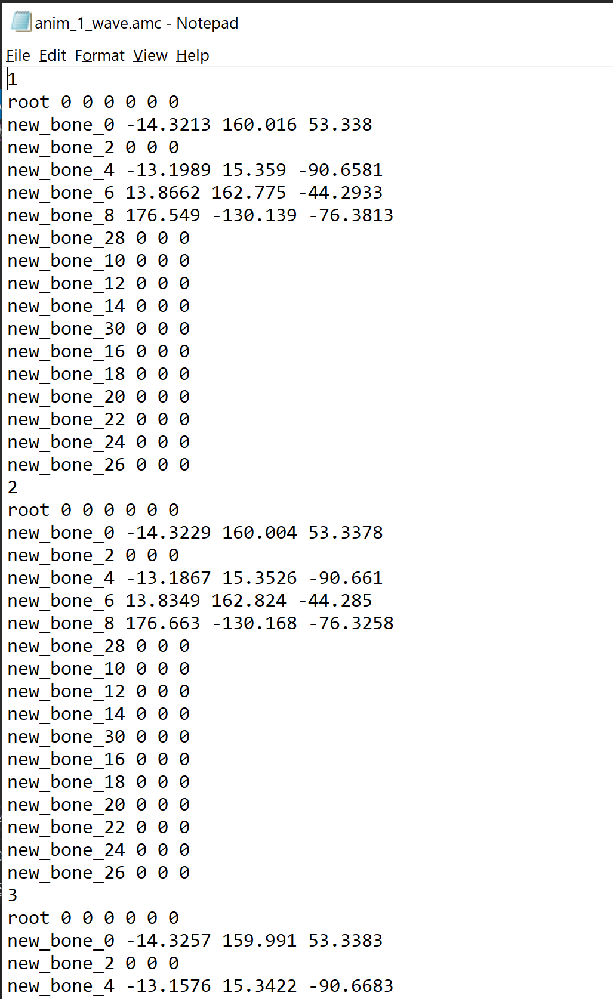 anim_1_wave.amc - Notepad
File Edit Format View Help
1
root 0 0 0 0 0 0
new_bone_0 -14.3213 160.016 53.338
new_bone_2 0 0 0
new_bone_4 -13.1989 15.359 -90.6581
new_bone_6 13.8662 162.775 -44.2933
new_bone_8 176.549 -130.139 -76.3813
new_bone_28 0 0 0
new_bone_10 0 0 0
new_bone_12 0 0 0
new_bone_14 0 0 0
new_bone_30 0 0 0
new_bone_16 0 0 0
new_bone_18 0 0 0
new_bone_20 0 0 0
new_bone_22 0 0 0
new_bone_24 0 0 0
new_bone_26 0 0 0
2
root 0 0 0 0 0 0
new_bone_0 -14.3229 160.004 53.3378
new_bone_2 0 0 0
new_bone_4 -13.1867 15.3526 -90.661
new_bone_6 13.8349 162.824 -44.285
new_bone_8 176.663 -130.168 -76.3258
new_bone_28 0 0 0
new_bone_10 0 0 0
new_bone_12 0 0 0
new_bone_14 0 0 0
new_bone_30 0 0 0
new_bone_16 0 0 0
new_bone_18 0 0 0
new_bone_20 0 0 0
new_bone_22 0 0 0
new_bone_24 0 0 0
new_bone_26 0 0 0
3
root 0 0 0 0 0 0
new_bone_0 -14.3257 159.991 53.3383
new_bone_2 0 0 0
new_bone_4 -13.1576 15.3422 -90.6683